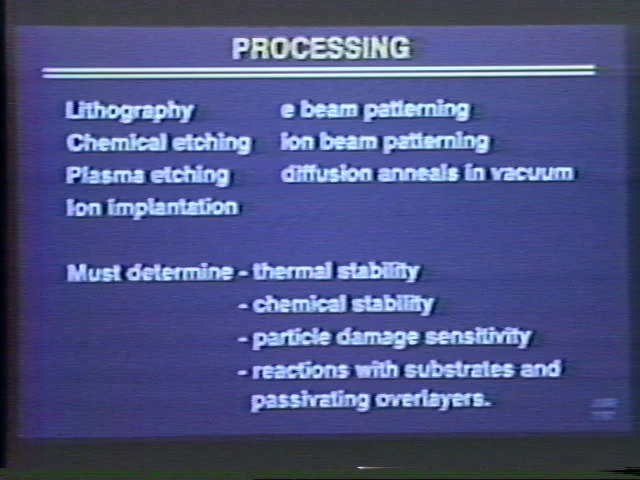 PROCESSING
Lithography e beam patterning
Chemical etching ion beam patterning
Plasma etching diffusion anneals in vacuum
Ion implantation
Must determine - thermal stability
- chemical stability
- particle damage sensitivity
- reactions with substrates and
passivating overlayers.